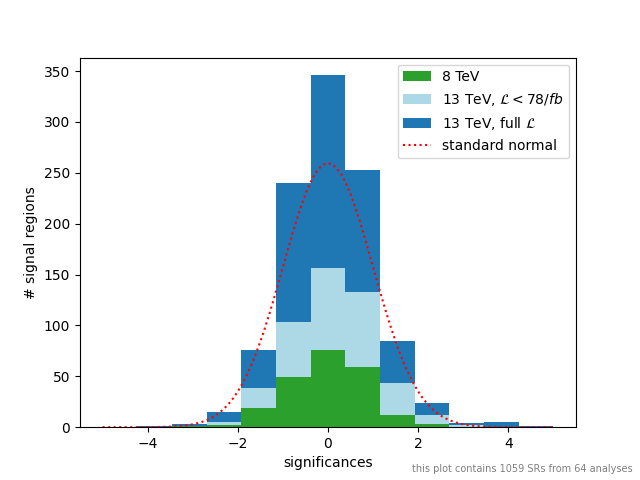 350
300
250
200
150
100
50
0
# signal regions
−4
−2
0
2
4
significances
8 TeV
13 TeV, ℒ < 78/fb
13 TeV, full ℒ
standard normal
this plot contains 1059 SRs from 64 analyses